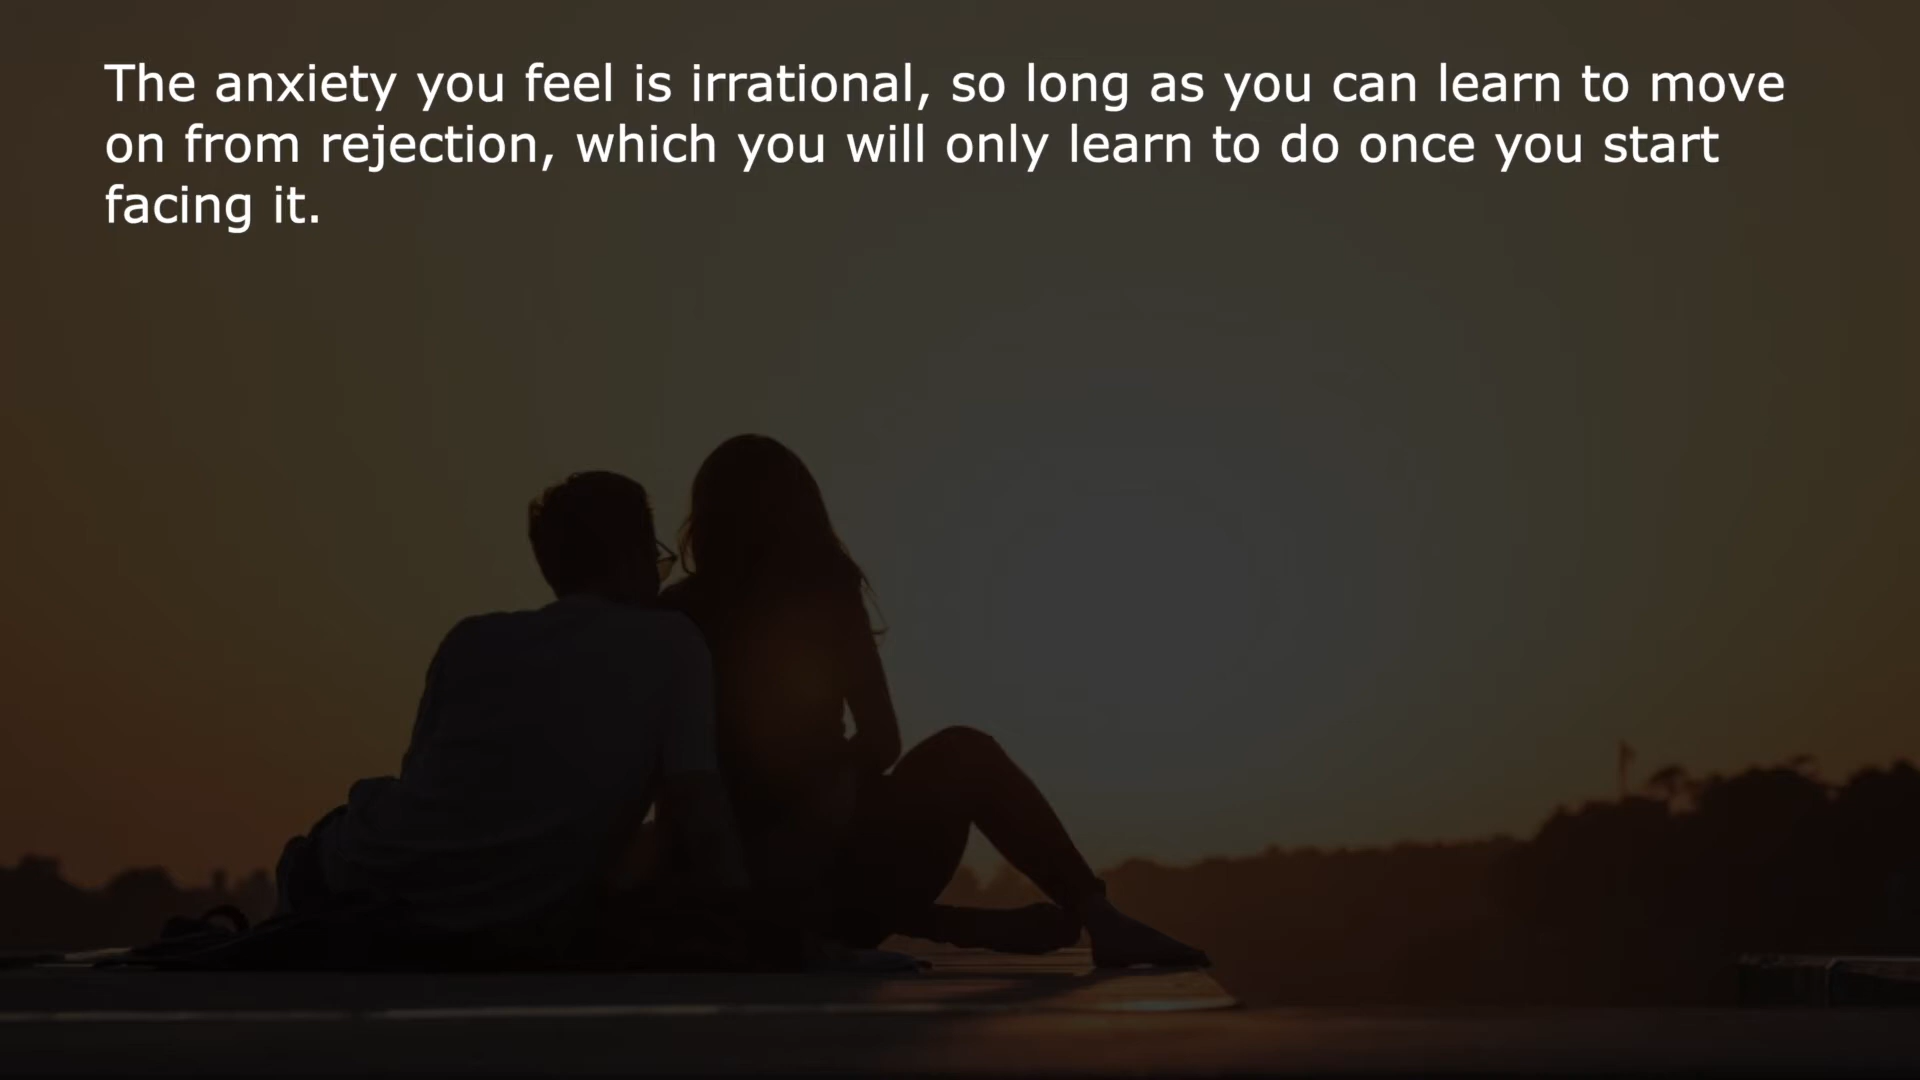 The anxiety you feel is irrational, so long as you can learn to move
on from rejection, which you will only learn to do once you start
facing it.